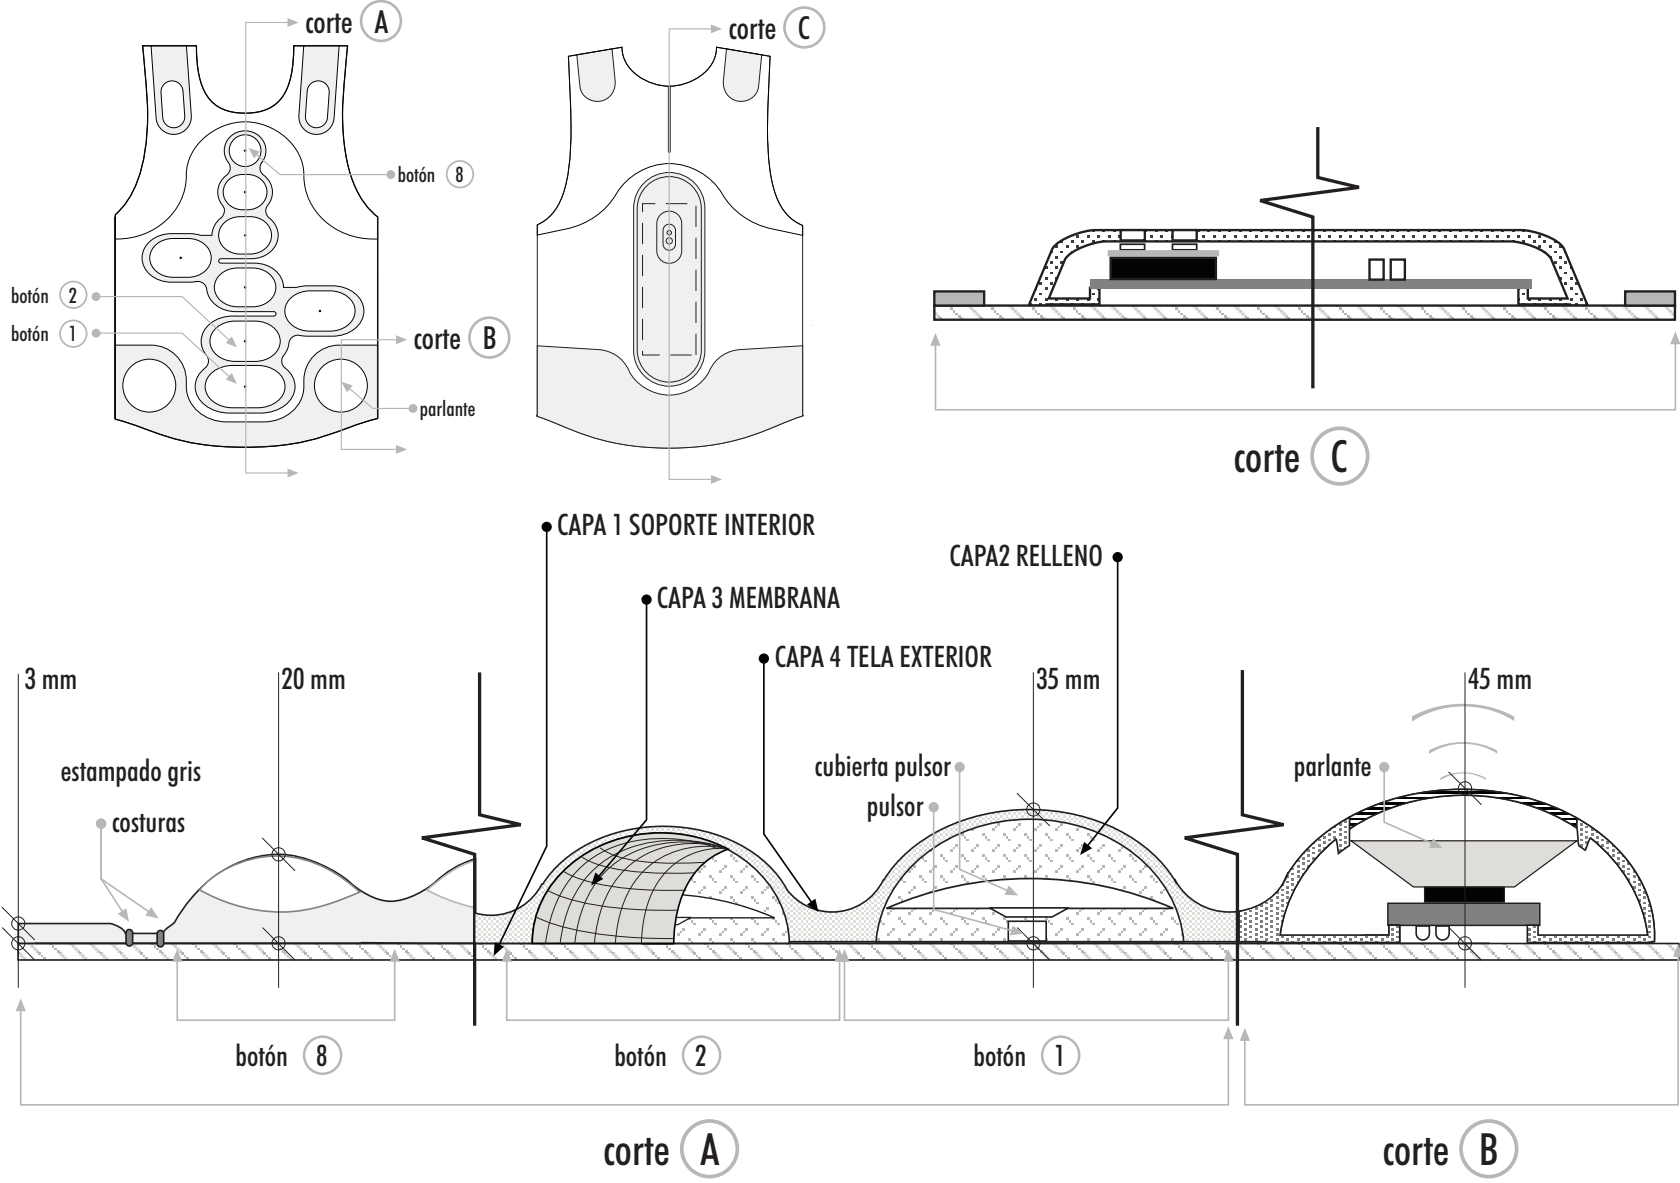 corte A
corte C
botón 8
botón 2
botón 1
corte B
parlante
corte C
CAPA 1 SOPORTE INTERIOR
CAPA2 RELLENO
CAPA 3 MEMBRANA
CAPA 4 TELA EXTERIOR
3 mm
20 mm
35 mm
45 mm
estampado gris
costuras
cubierta pulsor
pulsor
parlante
botón 8
botón 2
botón 1
corte A
corte B